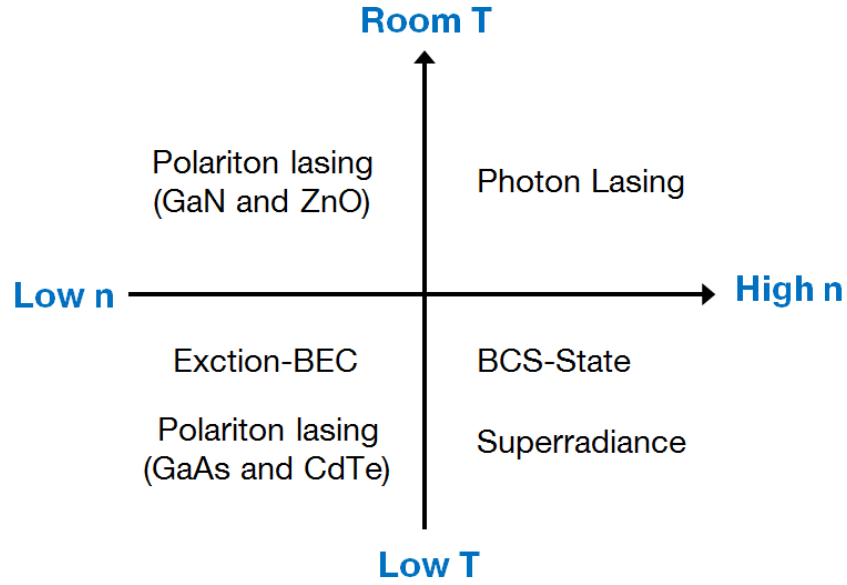 Room T
Polariton lasing
(GaN and ZnO)
Photon Lasing
Low n
High n
Exction-BEC
BCS-State
Polariton lasing
(GaAs and CdTe)
Superradiance
Low T